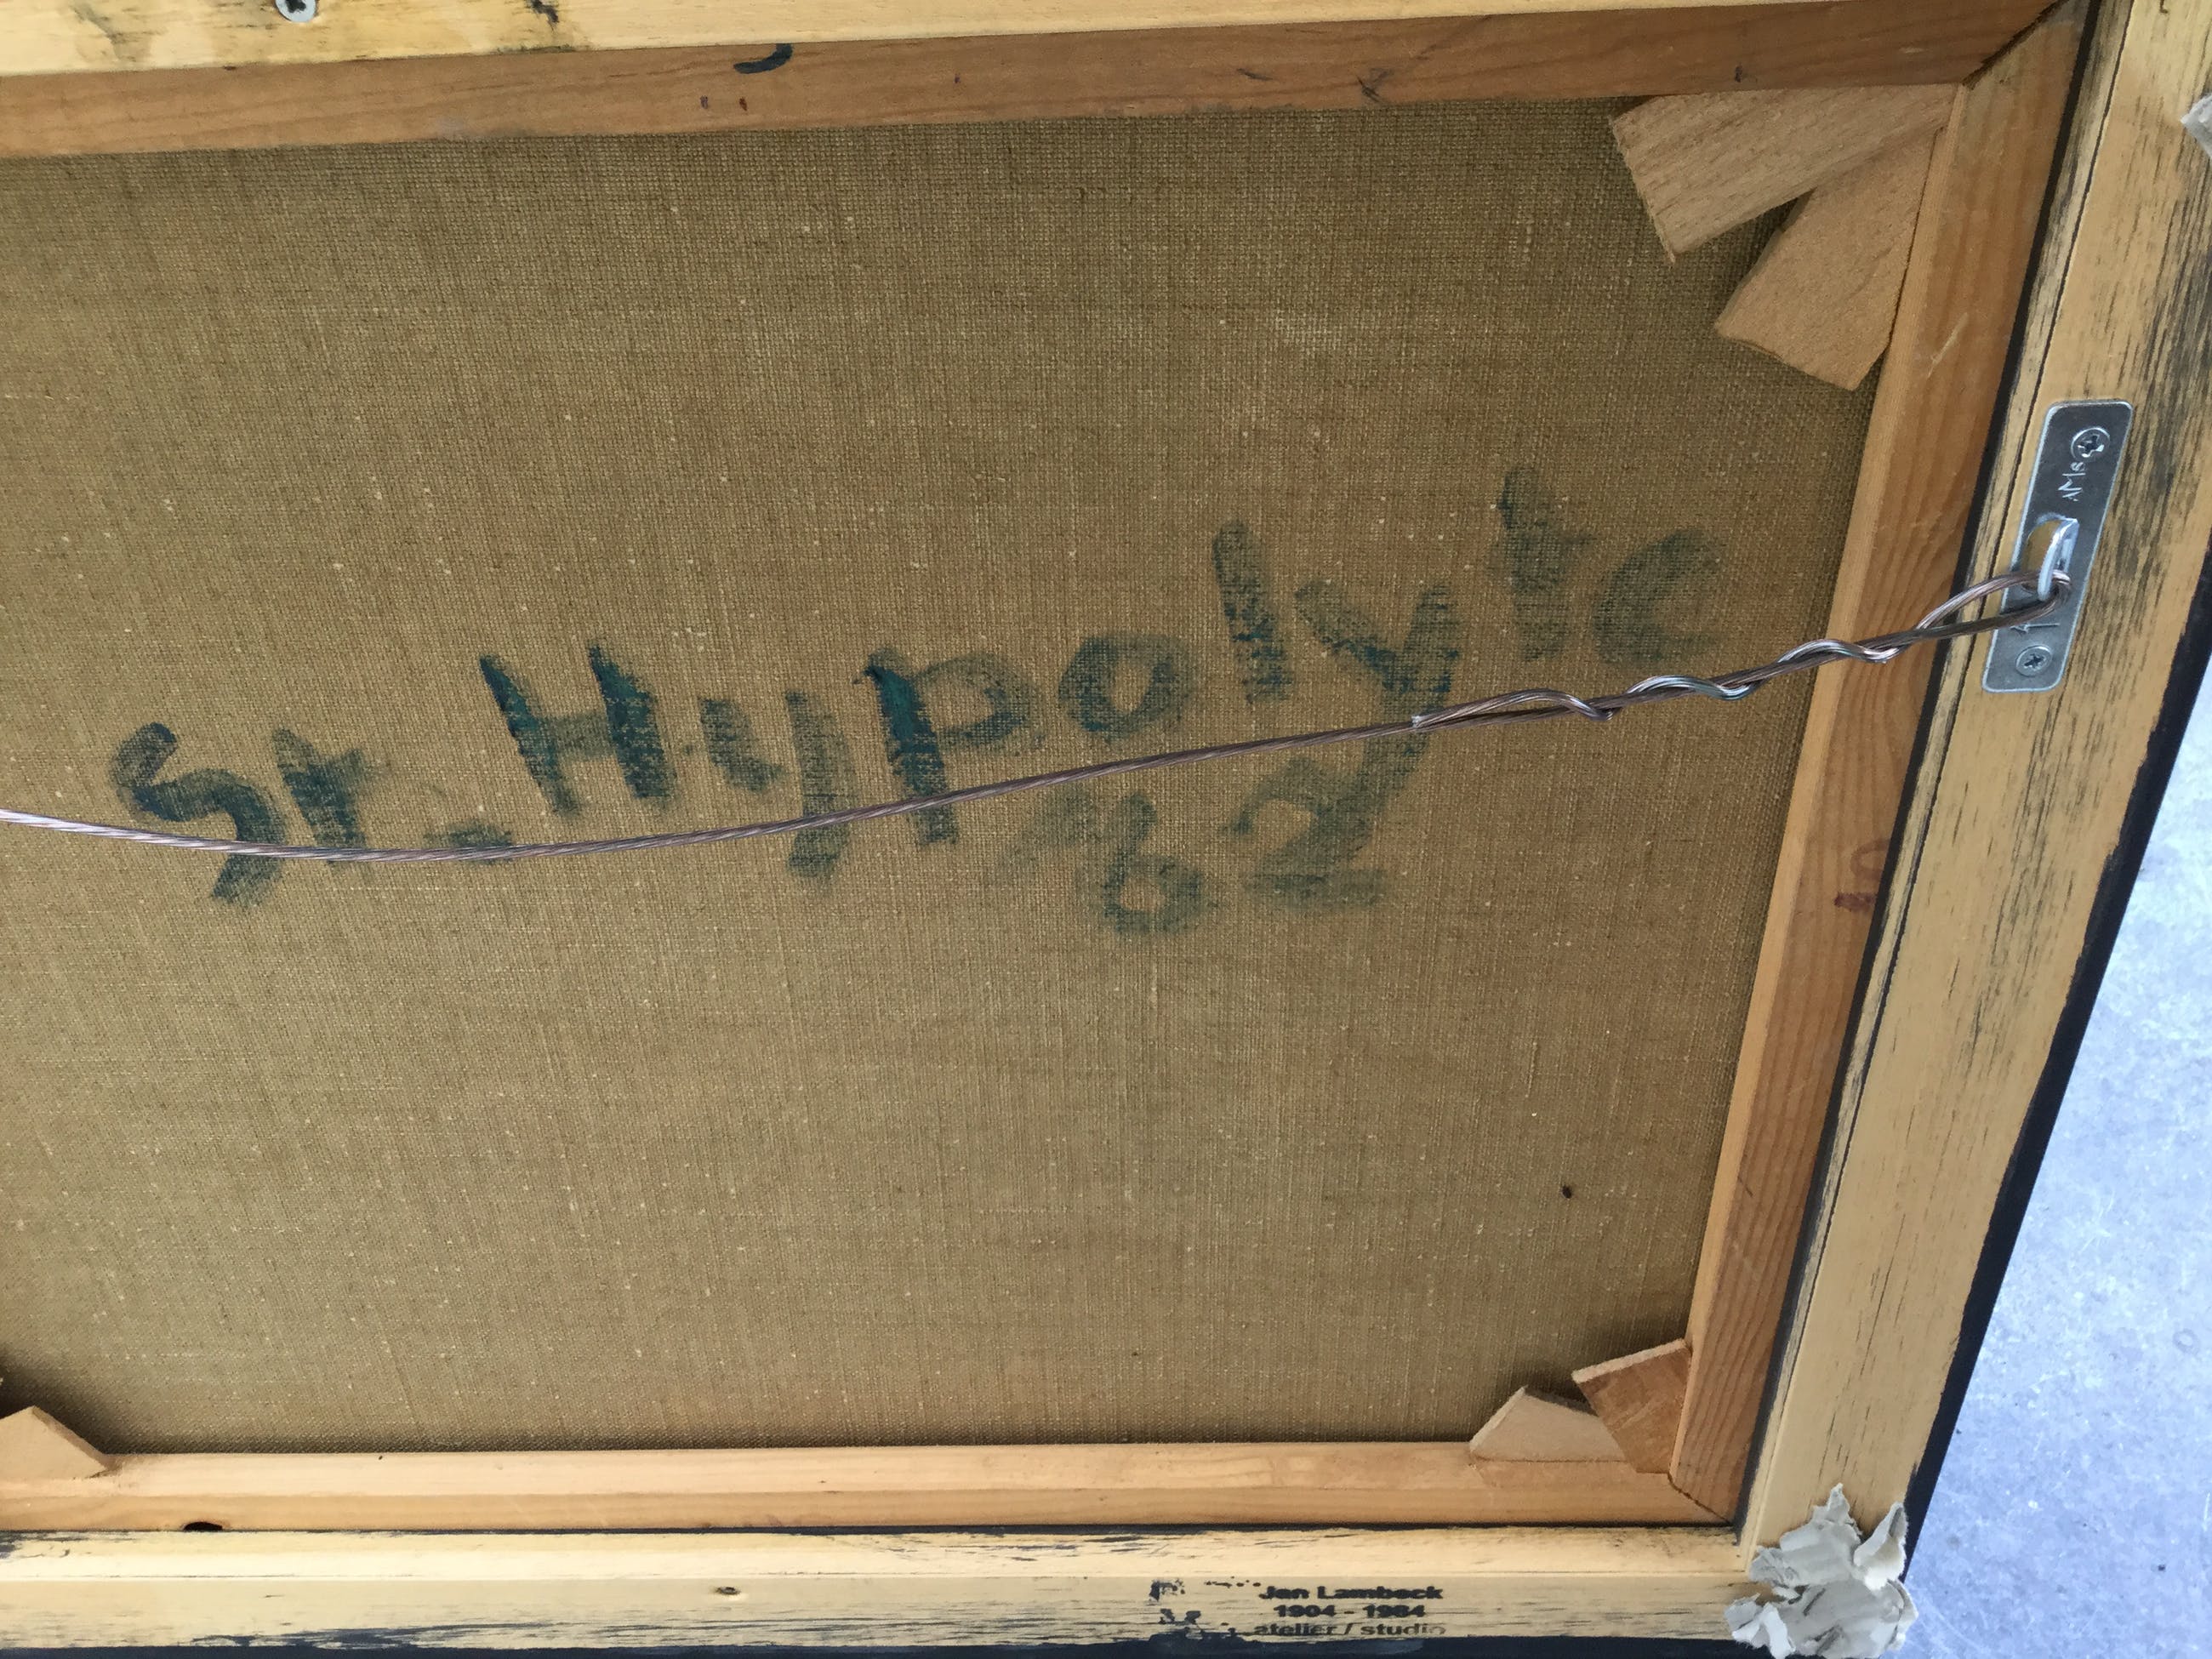 St. Hypolyte
'62
Jan Lambeck
1904 - 1984
atelier / studio